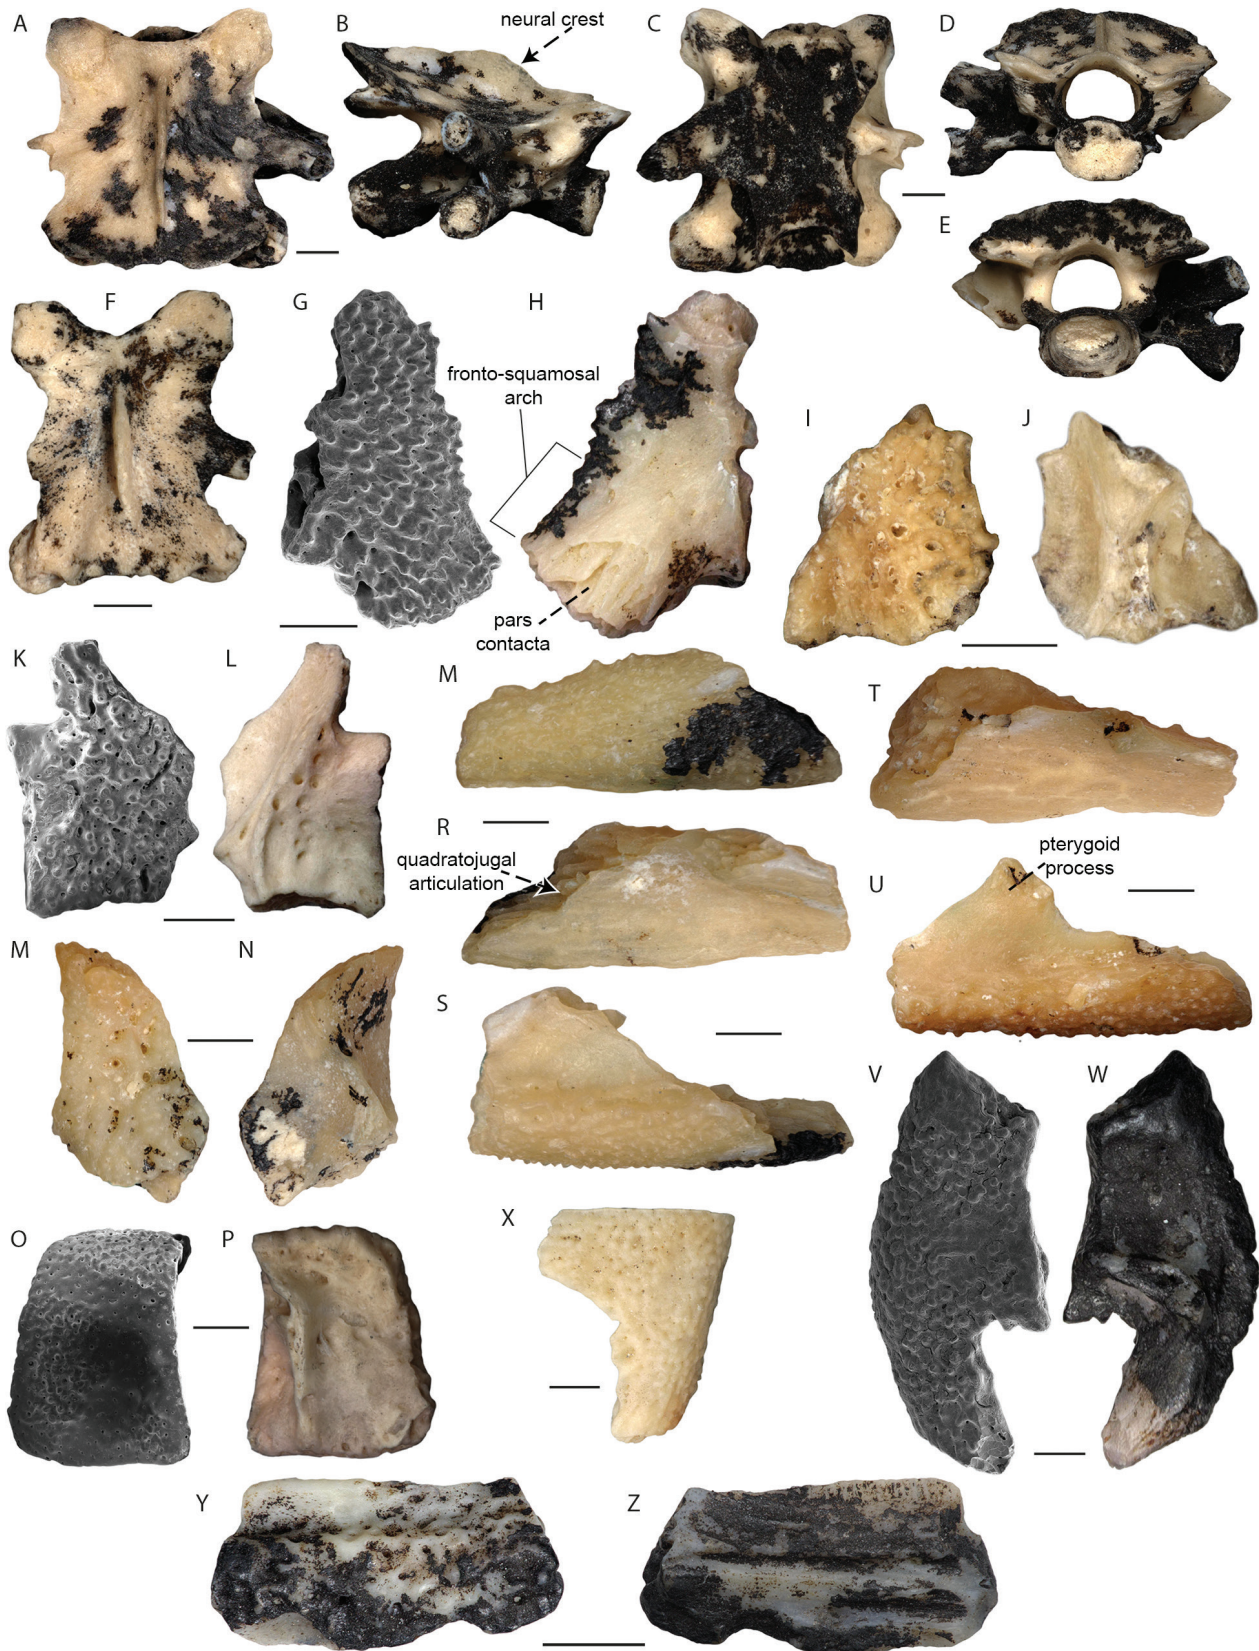 A
B
neural crest
C
D
E
F
G
H
fronto-squamosal
arch
pars
contacta
I
J
K
L
M
T
R
quadratojugal
articulation
pterygoid
process
U
M
N
S
V
W
O
P
X
Y
Z